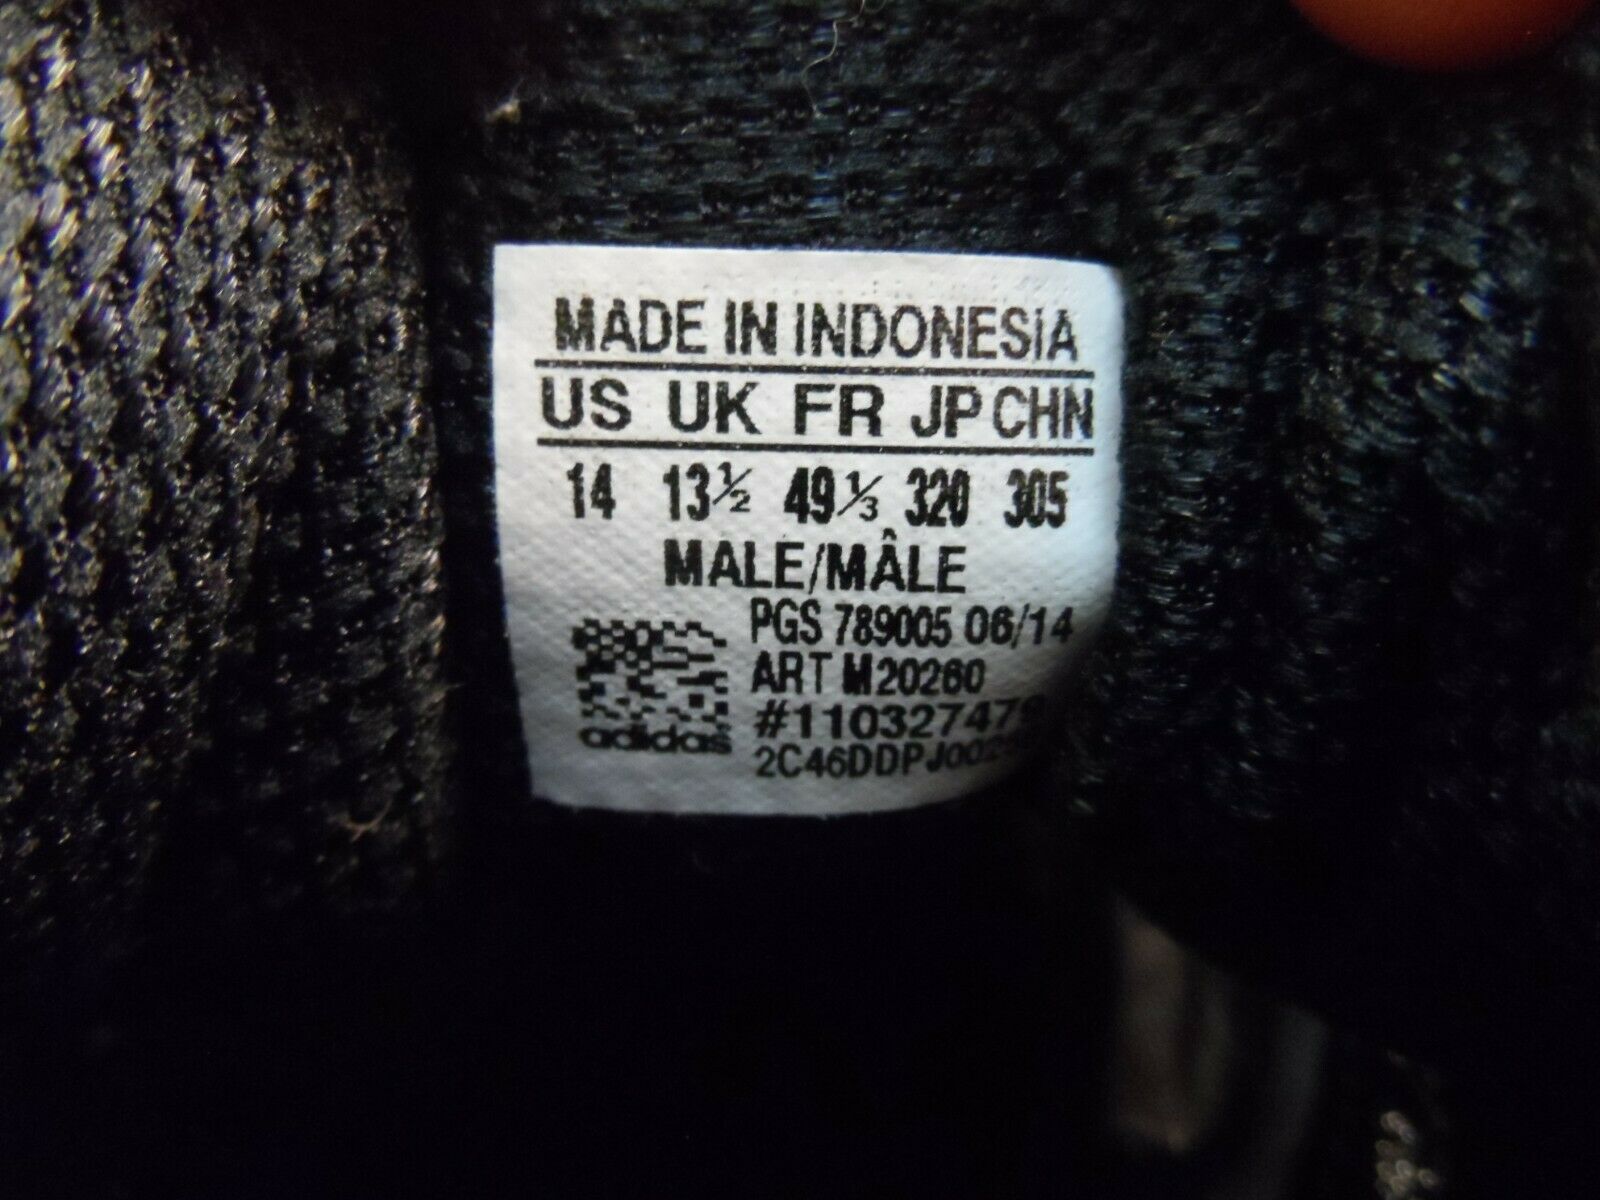 MADE IN INDONESIA
US UK FR JP CHN
14 13½ 49⅓ 320 305
MALE/MÂLE
PGS 789005 06/14
ART M20260
adidas